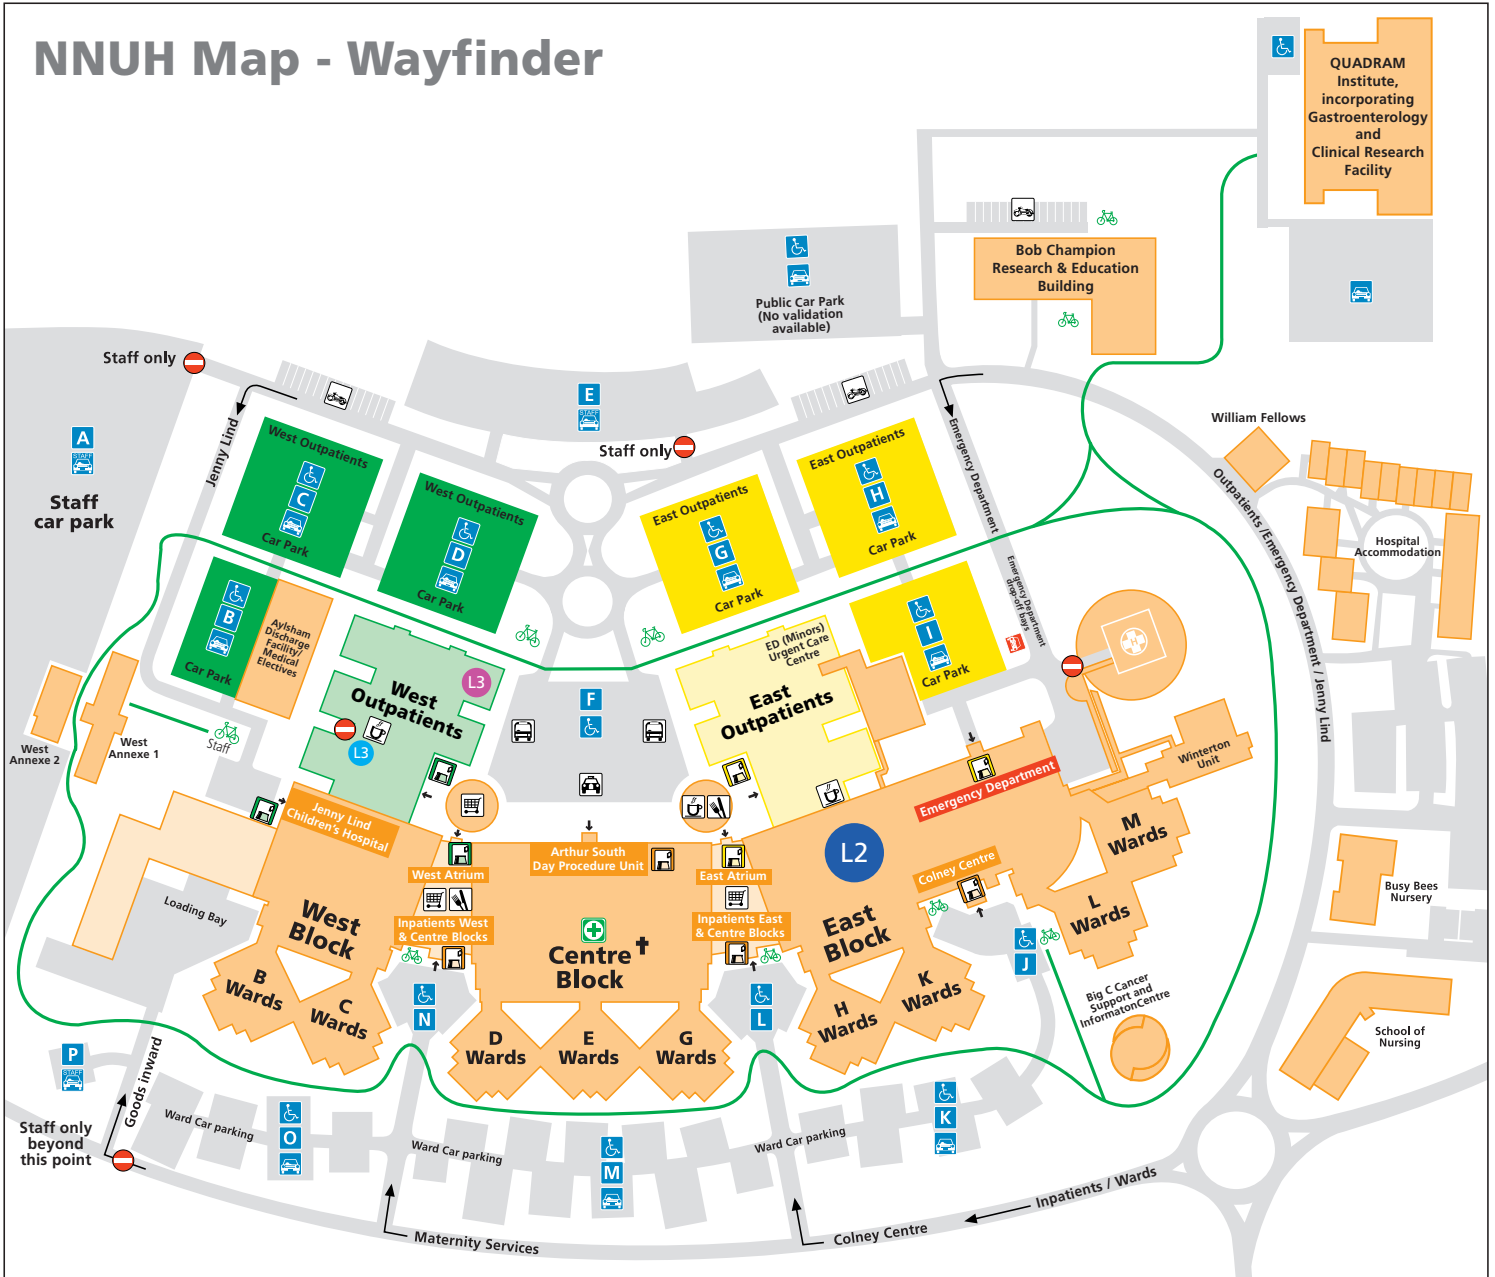 NNUH Map - Wayfinder
QUADRAM
Institute,
incorporating
Gastroenterology
and
Clinical Research
Facility
Bob Champion
Research & Education
Building
Public Car Park
(No validation
available)
Staff only
A
STAFF
Staff
car park
Jenny Lind
E
STAFF
Staff only
West Outpatients
C
Car Park
West Outpatients
D
Car Park
East Outpatients
G
Car Park
East Outpatients
H
Car Park
Emergency Department
Emergency Department
drop-off bays
William Fellows
Outpatients /Emergency Department / Jenny Lind
Hospital
Accommodation
B
Car Park
Aylsham
Discharge
Facility/
Medical
Electives
I
Car Park
ED (Minors)
Urgent Care
Centre
West
Outpatients
L3
L3
F
East
Outpatients
West
Annexe 2
West
Annexe 1
Staff
Winterton
Unit
Emergency Department
Jenny Lind
Children's Hospital
West Atrium
Arthur South
Day Procedure Unit
East Atrium
L2
Colney Centre
M
Wards
L
Wards
Busy Bees
Nursery
Loading Bay
West
Block
Inpatients West
& Centre Blocks
Centre
Block
Inpatients East
& Centre Blocks
East
Block
J
B
Wards
C
Wards
N
D
Wards
E
Wards
G
Wards
L
H
Wards
K
Wards
Big C Cancer
Support and
InformatonCentre
School of
Nursing
P
STAFF
Goods inward
Staff only
beyond
this point
Ward Car parking
O
Ward Car parking
M
Ward Car parking
K
Maternity Services
Colney Centre
Inpatients / Wards